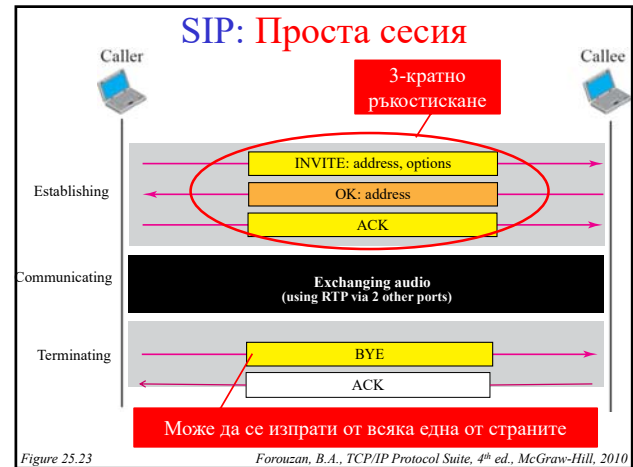 SIP: Проста сесия
Caller
Callee
3-кратно
ръкостискане
Establishing
INVITE: address, options
OK: address
ACK
Communicating
Exchanging audio
(using RTP via 2 other ports)
Terminating
BYE
ACK
Може да се изпрати от всяка една от страните
Figure 25.23
Forouzan, B.A., TCP/IP Protocol Suite, 4th ed., McGraw-Hill, 2010